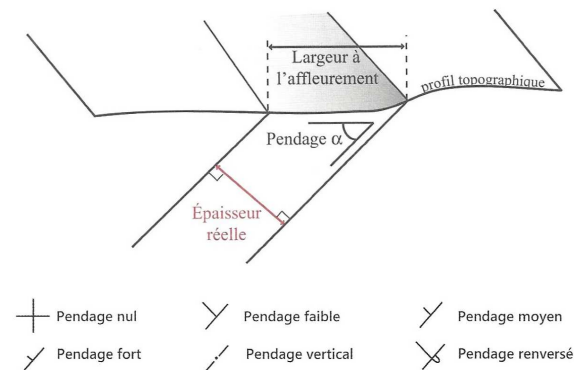 Largeur à
l'affleurement
profil topographique
Pendage α
Épaisseur
réelle
Pendage nul
Pendage faible
Pendage moyen
Pendage fort
Pendage vertical
Pendage renversé